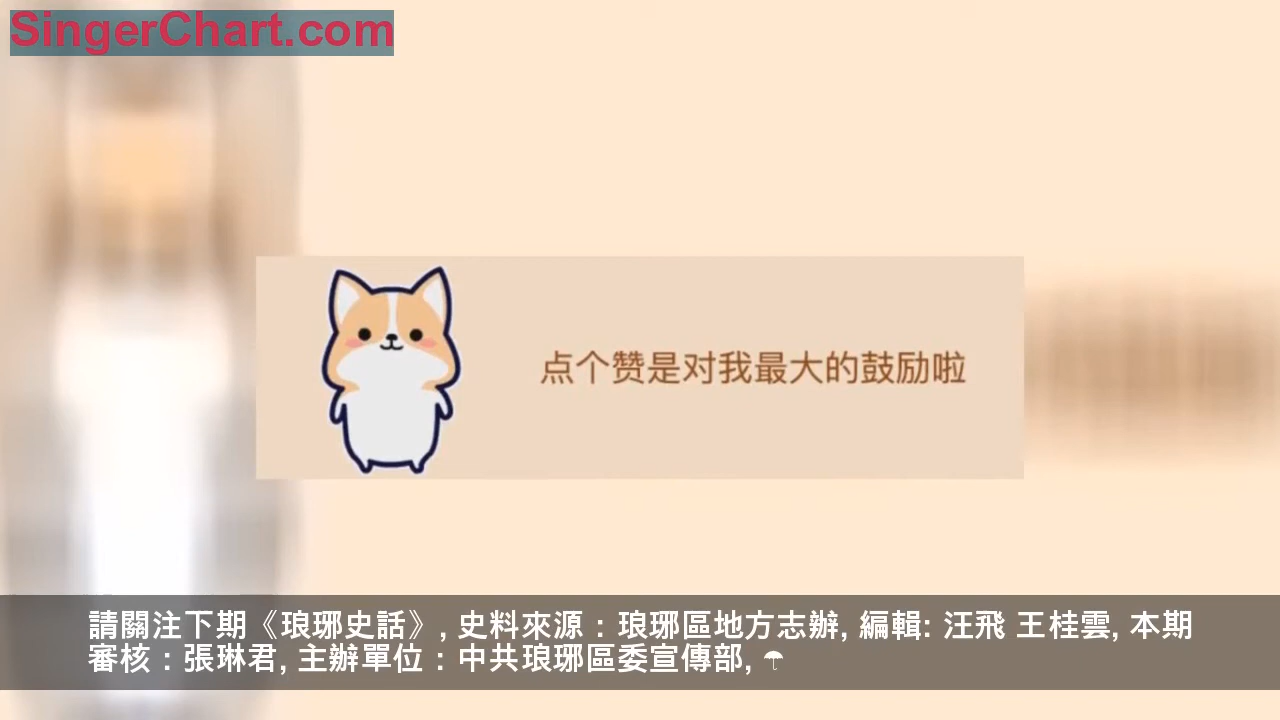 SingerChart.com
点个赞是对我最大的鼓励啦
請關注下期《琅琊史話》, 史料來源：琅琊區地方志辦, 編輯: 汪飛 王桂雲, 本期
審核：張琳君, 主辦單位：中共琅琊區委宣傳部, ☂